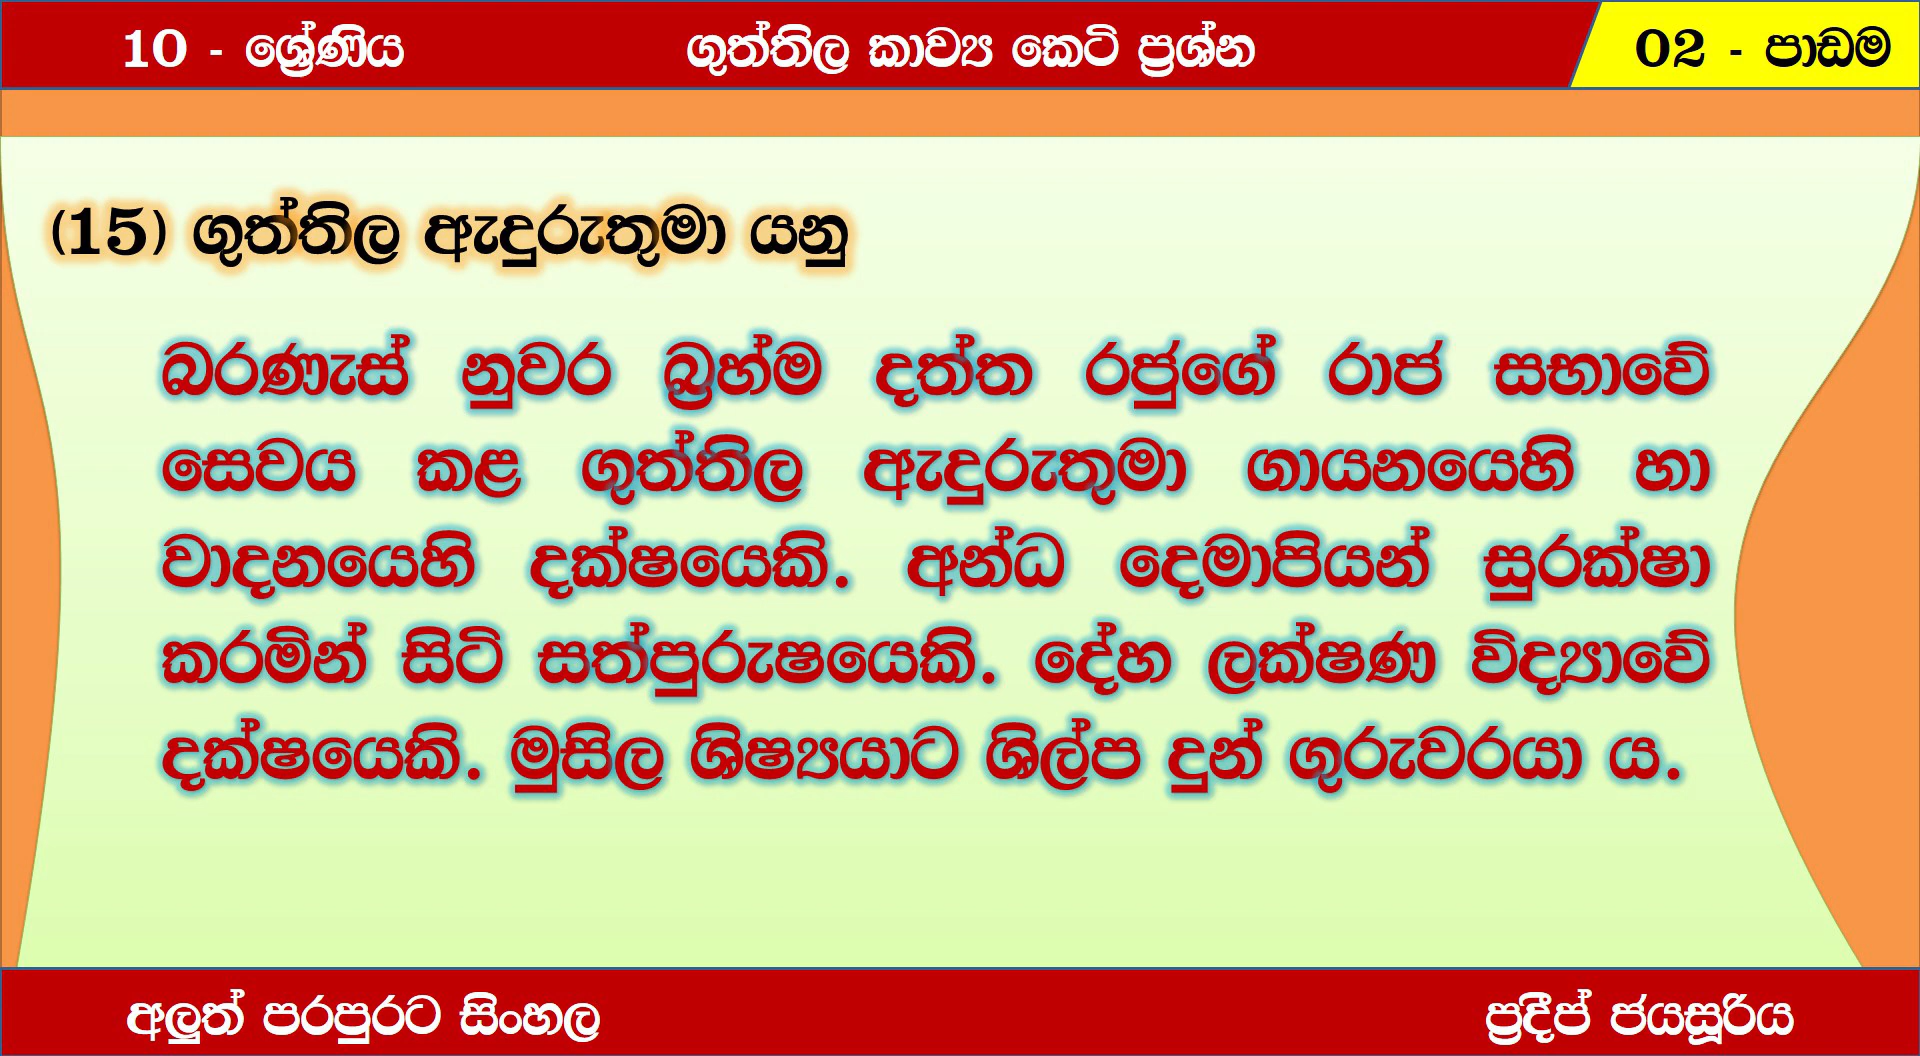 10 - ශ්‍රේණිය
ගුත්තිල කාව්‍ය කෙටි ප්‍රශ්න
02 - පාඩම
(15) ගුත්තිල ඇදුරුතුමා යනු
බරණැස් නුවර බ්‍රහ්ම දත්ත රජුගේ රාජ සභාවේ
සේවය කළ ගුත්තිල ඇදුරුතුමා ගායනයෙහි හා
වාදනයෙහි දක්ෂයෙකි. අන්ධ දෙමාපියන් සුරක්ෂා
කරමින් සිටි සත්පුරුෂයෙකි. දේහ ලක්ෂණ විද්‍යාවේ
දක්ෂයෙකි. මුසිල ශිෂ්‍යයාට ශිල්ප දුන් ගුරුවරයා ය.
අලුත් පරපුරට සිංහල
ප්‍රදීප් ජයසූරිය